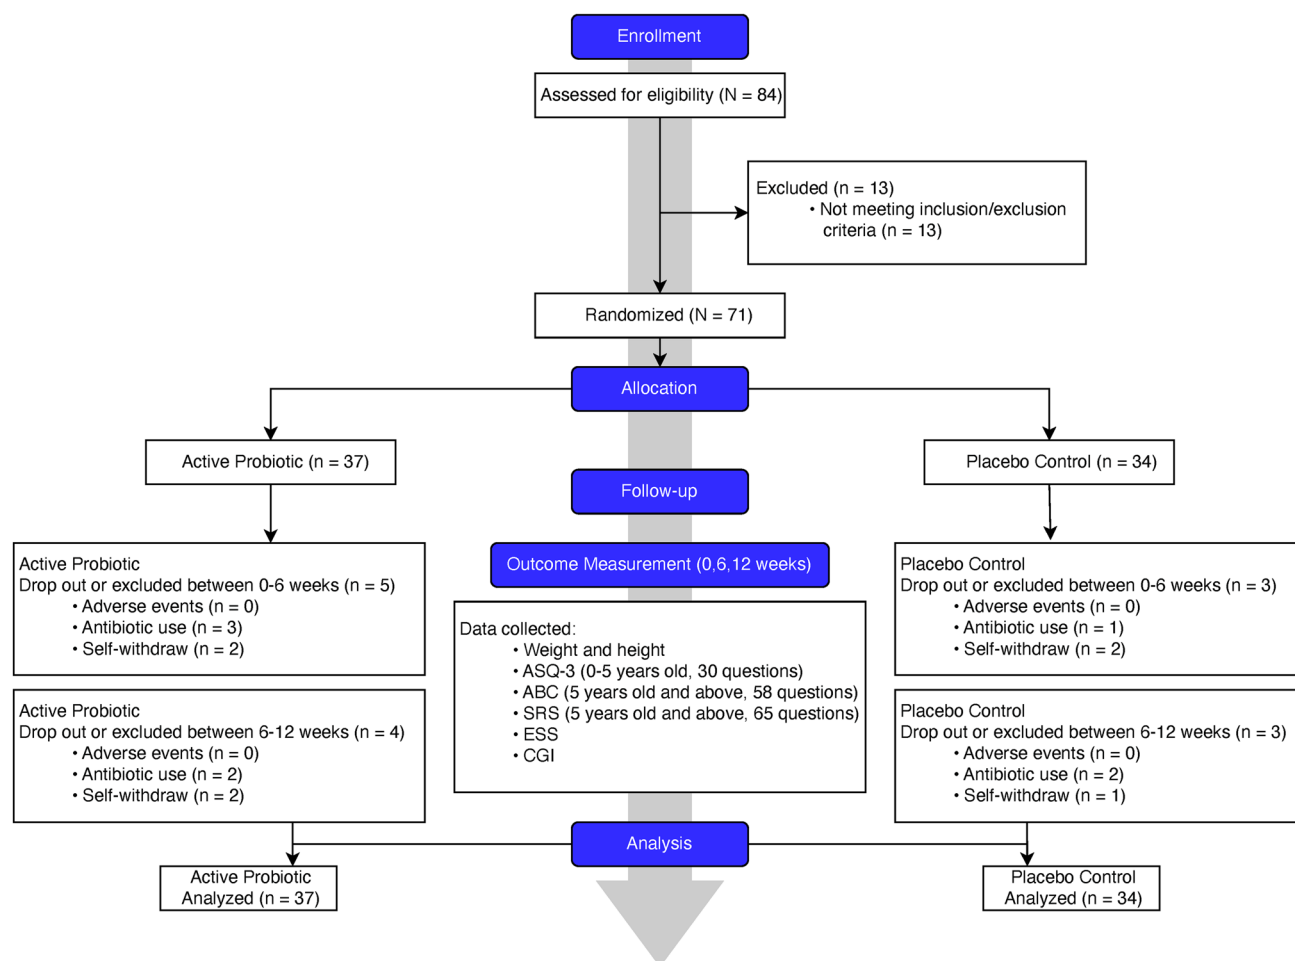 Enrollment
Assessed for eligibility (N = 84)
Excluded (n = 13)
• Not meeting inclusion/exclusion
criteria (n = 13)
Randomized (N = 71)
Allocation
Active Probiotic (n = 37)
Placebo Control (n = 34)
Follow-up
Active Probiotic
Drop out or excluded between 0-6 weeks (n = 5)
• Adverse events (n = 0)
• Antibiotic use (n = 3)
• Self-withdraw (n = 2)
Outcome Measurement (0,6,12 weeks)
Placebo Control
Drop out or excluded between 0-6 weeks (n = 3)
• Adverse events (n = 0)
• Antibiotic use (n = 1)
• Self-withdraw (n = 2)
Data collected:
• Weight and height
• ASQ-3 (0-5 years old, 30 questions)
• ABC (5 years old and above, 58 questions)
• SRS (5 years old and above, 65 questions)
• ESS
• CGI
Active Probiotic
Drop out or excluded between 6-12 weeks (n = 4)
• Adverse events (n = 0)
• Antibiotic use (n = 2)
• Self-withdraw (n = 2)
Placebo Control
Drop out or excluded between 6-12 weeks (n = 3)
• Adverse events (n = 0)
• Antibiotic use (n = 2)
• Self-withdraw (n = 1)
Analysis
Active Probiotic
Analyzed (n = 37)
Placebo Control
Analyzed (n = 34)